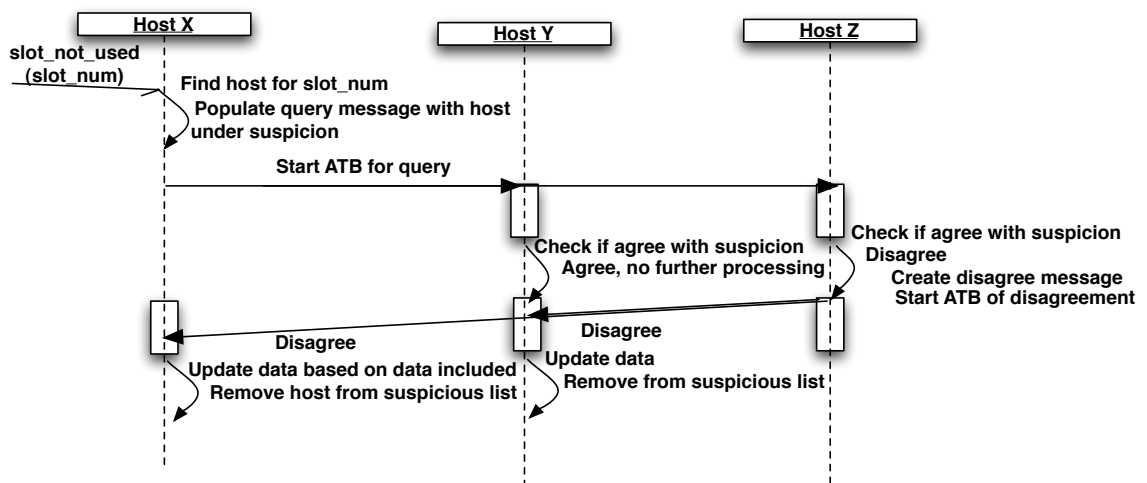 Host X
Host Y
Host Z
slot_not_used
(slot_num)
Find host for slot_num
Populate query message with host
under suspicion
Start ATB for query
Check if agree with suspicion
Agree, no further processing
Check if agree with suspicion
Disagree
Create disagree message
Start ATB of disagreement
Disagree
Disagree
Update data based on data included
Remove host from suspicious list
Update data
Remove from suspicious list